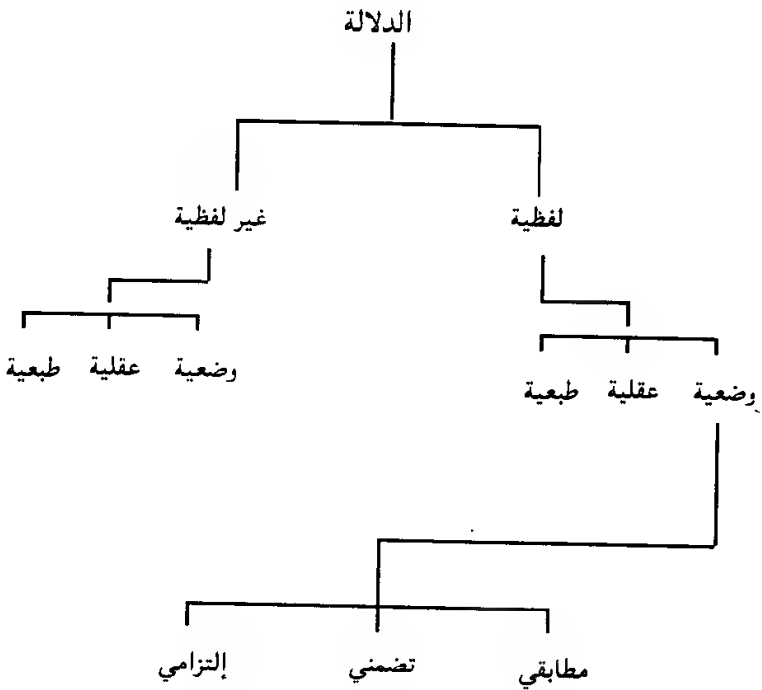 الدلالة
لفظية
غير لفظية
وضعية عقلية طبعية
وضعية عقلية طبعية
مطابقي تضمني إلتزامي